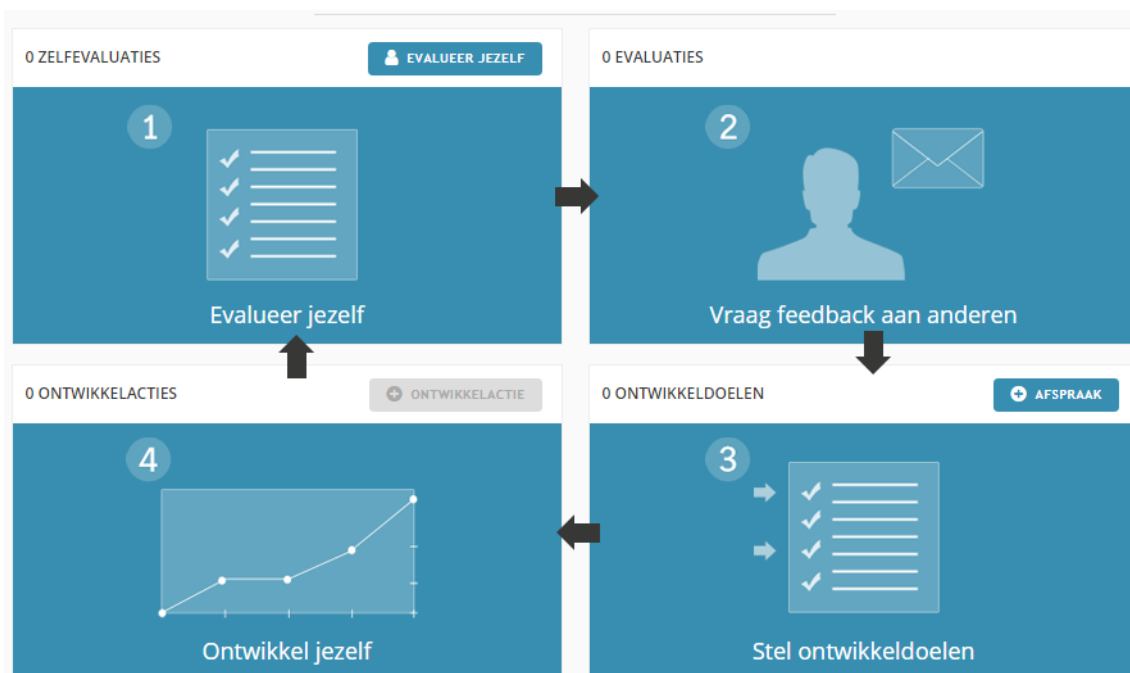 0 ZELFEVALUATIES
EVALUEER JEZELF
1
Evalueer jezelf
0 EVALUATIES
2
Vraag feedback aan anderen
0 ONTWIKKELACTIES
ONTWIKKELACTIE
4
Ontwikkel jezelf
0 ONTWIKKELDOELEN
AFSPRAAK
3
Stel ontwikkeldoelen